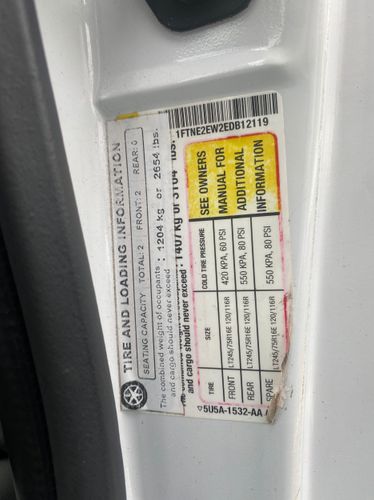 TIRE AND LOADING INFORMATION
SEATING CAPACITY TOTAL: 2 FRONT: 2 REAR: 0
The combined weight of occupants : 1204 kg or 2654 lbs.
and cargo should never exceed
: 1407 kg or 3104 lbs.
and cargo should never exceed
1FTNE2EW2EDB12119
TIRE SIZE COLD TIRE PRESSURE SEE OWNERS
FRONT LT245/75R16E 120/116R 420 KPA, 60 PSI MANUAL FOR
REAR LT245/75R16E 120/116R 550 KPA, 80 PSI ADDITIONAL
SPARE LT245/75R16E 120/116R 550 KPA, 80 PSI INFORMATION
5U5A-1532-AA